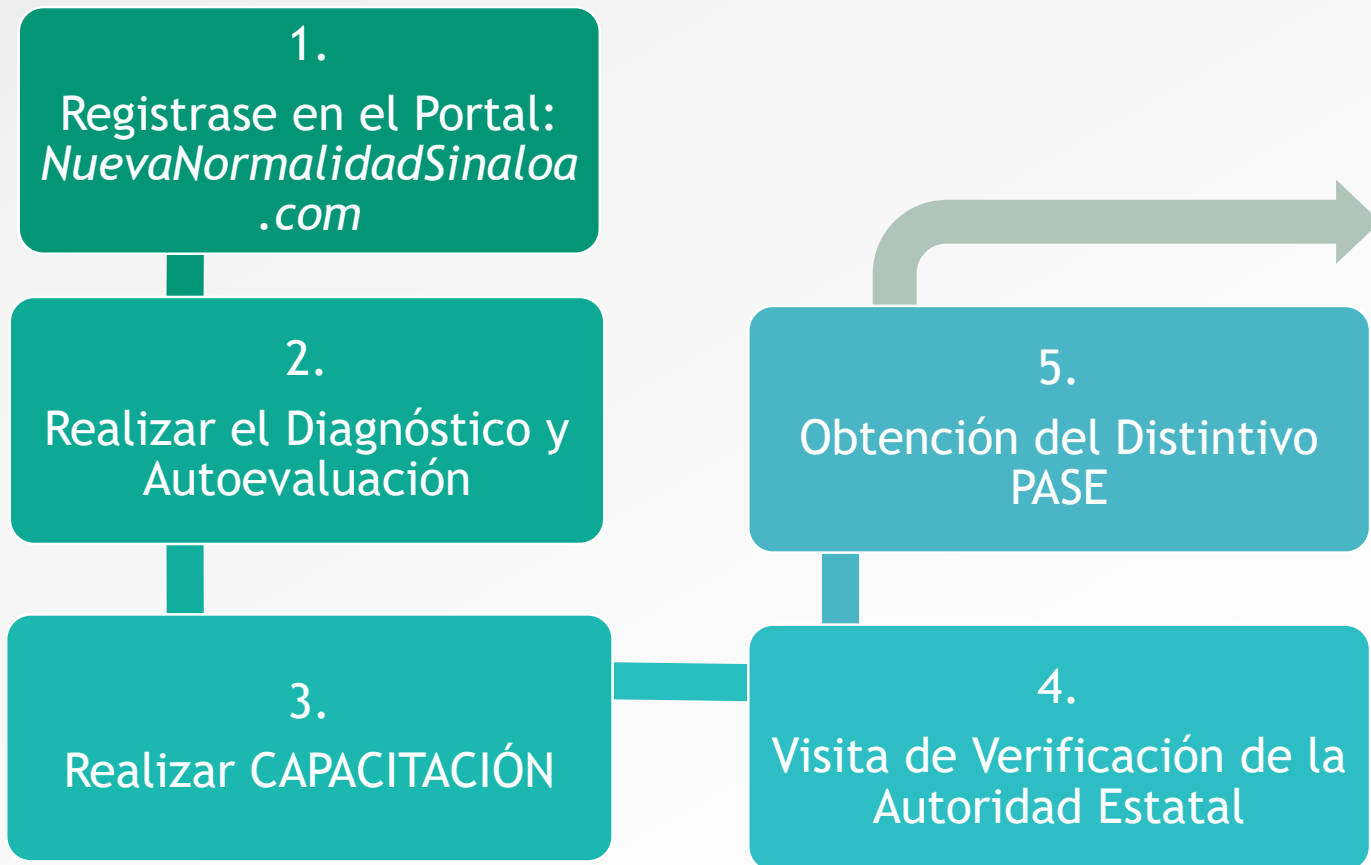 1.
Registrase en el Portal:
NuevaNormalidadSinaloa
.com
2.
Realizar el Diagnóstico y
Autoevaluación
3.
Realizar CAPACITACIÓN
4.
Visita de Verificación de la
Autoridad Estatal
5.
Obtención del Distintivo
PASE